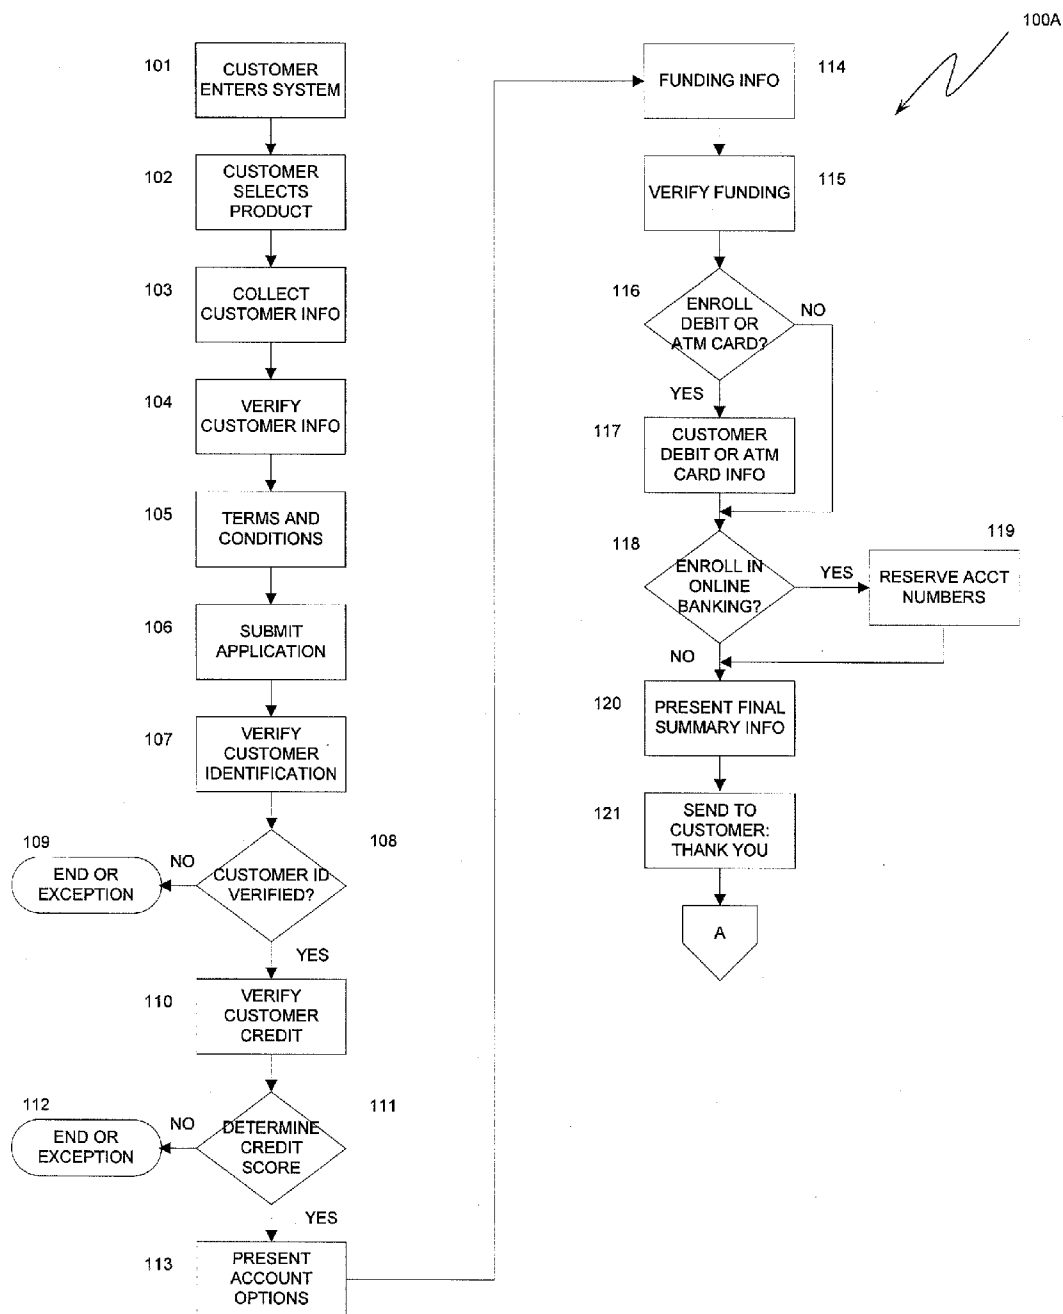 100A
101
CUSTOMER
ENTERS SYSTEM
102
CUSTOMER
SELECTS
PRODUCT
103
COLLECT
CUSTOMER INFO
104
VERIFY
CUSTOMER INFO
105
TERMS AND
CONDITIONS
106
SUBMIT
APPLICATION
107
VERIFY
CUSTOMER
IDENTIFICATION
108
CUSTOMER ID
VERIFIED?
NO
109
END OR
EXCEPTION
YES
110
VERIFY
CUSTOMER
CREDIT
111
DETERMINE
CREDIT
SCORE
NO
112
END OR
EXCEPTION
YES
113
PRESENT
ACCOUNT
OPTIONS
114
FUNDING INFO
115
VERIFY FUNDING
116
ENROLL
DEBIT OR
ATM CARD?
NO
YES
117
CUSTOMER
DEBIT OR ATM
CARD INFO
118
ENROLL IN
ONLINE
BANKING?
YES
119
RESERVE ACCT
NUMBERS
NO
120
PRESENT FINAL
SUMMARY INFO
121
SEND TO
CUSTOMER:
THANK YOU
A